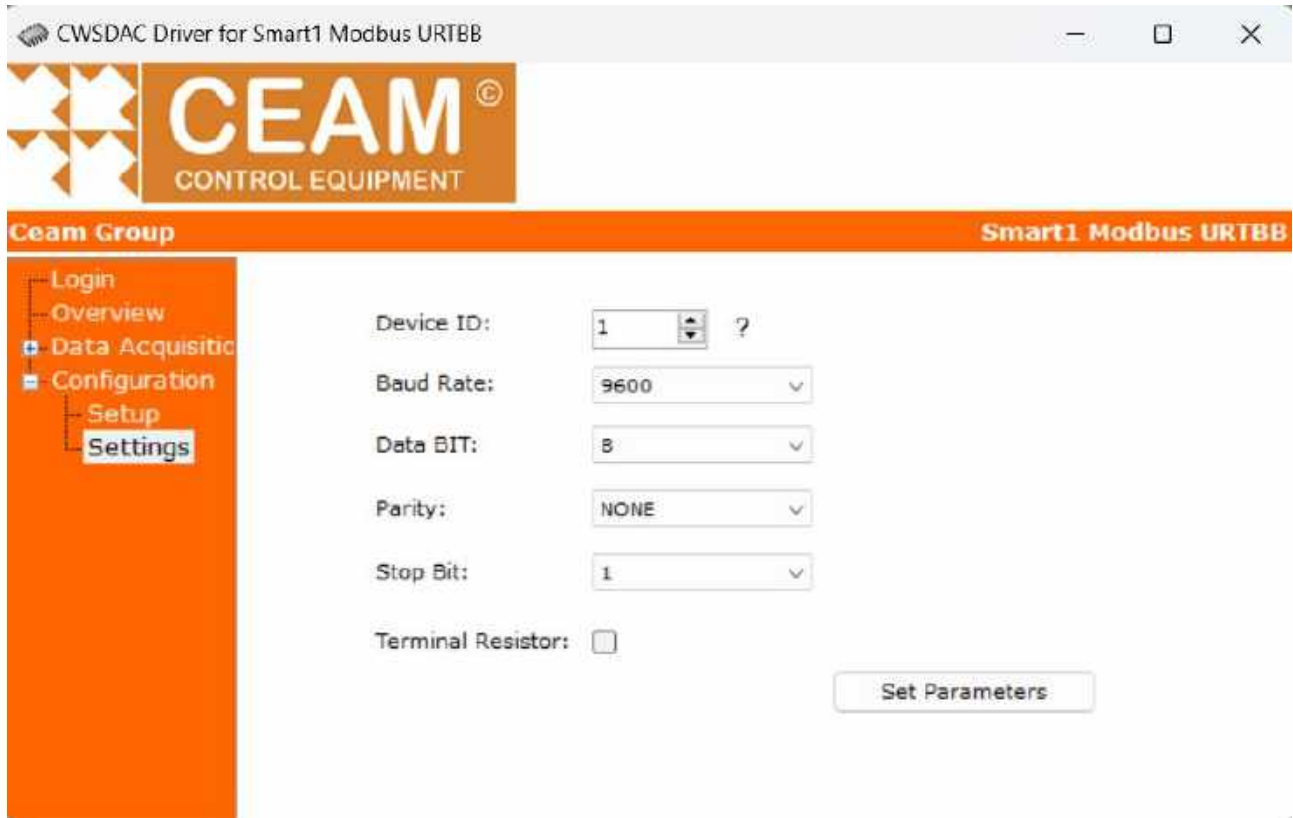 CWSDAC Driver for Smart1 Modbus URTBB
CEAM ©
CONTROL EQUIPMENT
Ceam Group
Smart1 Modbus URTBB
Login
Overview
Data Acquisitio
Configuration
Setup
Settings
Device ID: 1 ?
Baud Rate: 9600
Data BIT: 8
Parity: NONE
Stop Bit: 1
Terminal Resistor:
Set Parameters